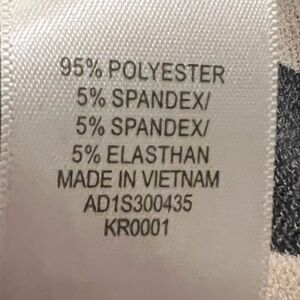 95% POLYESTER
5% SPANDEX/
5% SPANDEX/
5% ELASTHAN
MADE IN VIETNAM
AD1S300435
KR0001